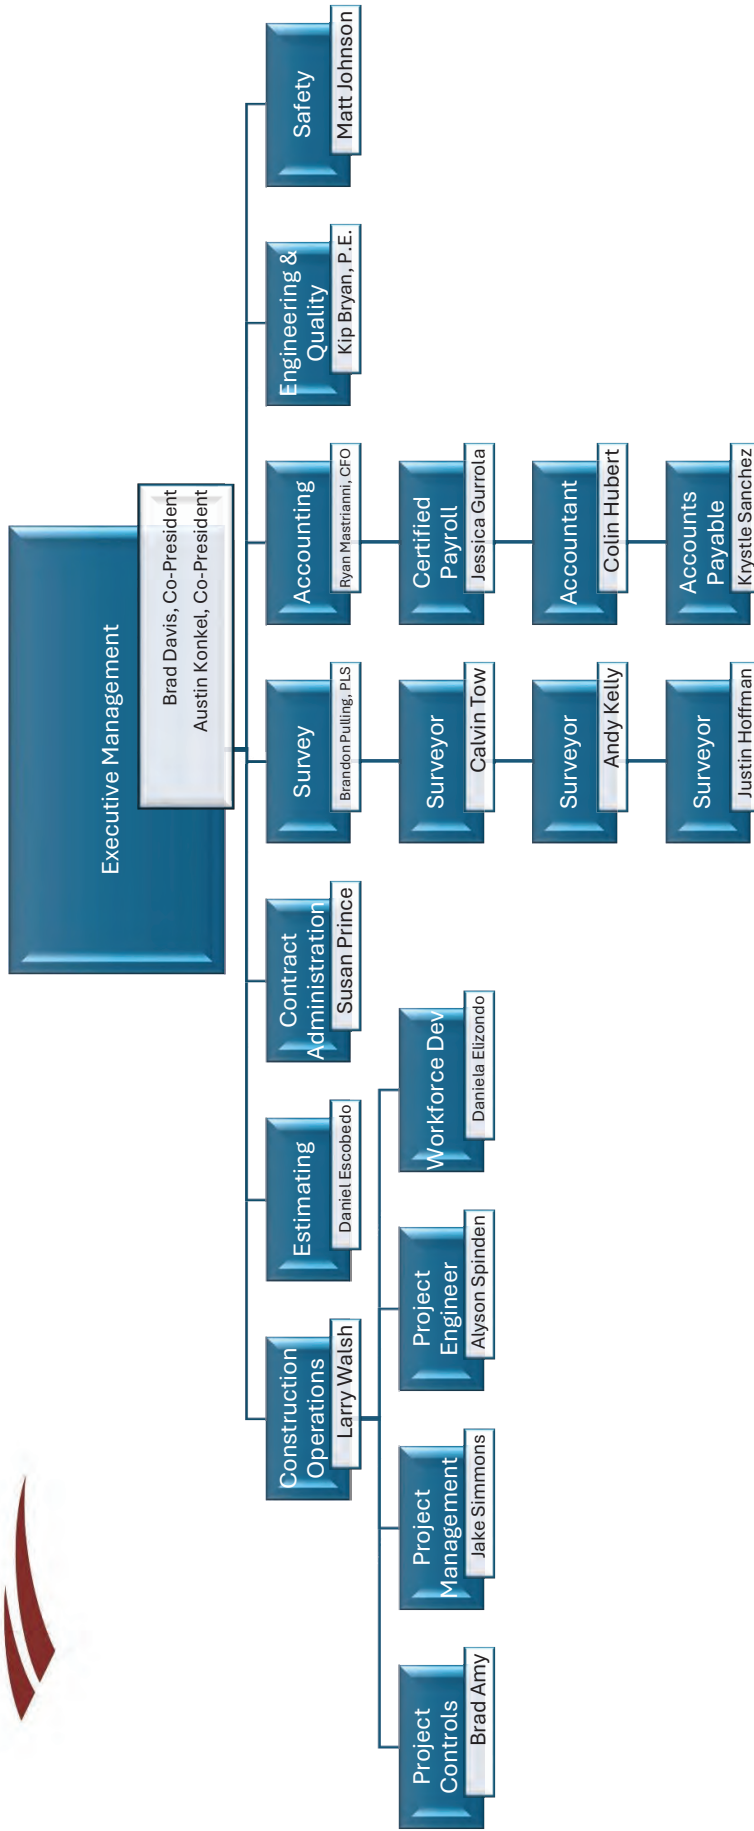 Executive Management
Brad Davis, Co-President
Austin Konkel, Co-President
Construction
Operations
Larry Walsh
Estimating
Daniel Escobedo
Contract
Administration
Susan Prince
Survey
Brandon Pulling, PLS
Accounting
Ryan Mastrianni, CFO
Engineering &
Quality
Kip Bryan, P.E.
Safety
Matt Johnson
Project
Controls
Brad Amy
Project
Management
Jake Simmons
Project
Engineer
Alyson Spinden
Workforce Dev
Daniela Elizondo
Surveyor
Calvin Tow
Certified
Payroll
Jessica Gurrola
Surveyor
Andy Kelly
Accountant
Colin Hubert
Surveyor
Justin Hoffman
Accounts
Payable
Krystle Sanchez